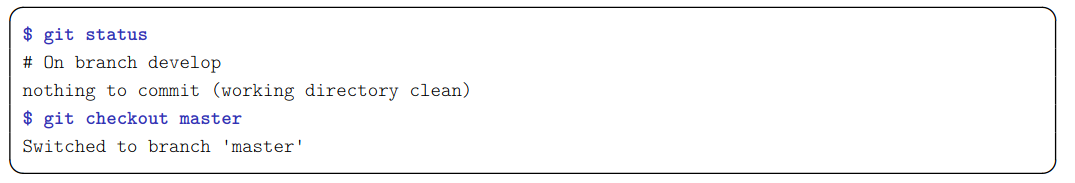 $ git status
# On branch develop
nothing to commit (working directory clean)
$ git checkout master
Switched to branch 'master'